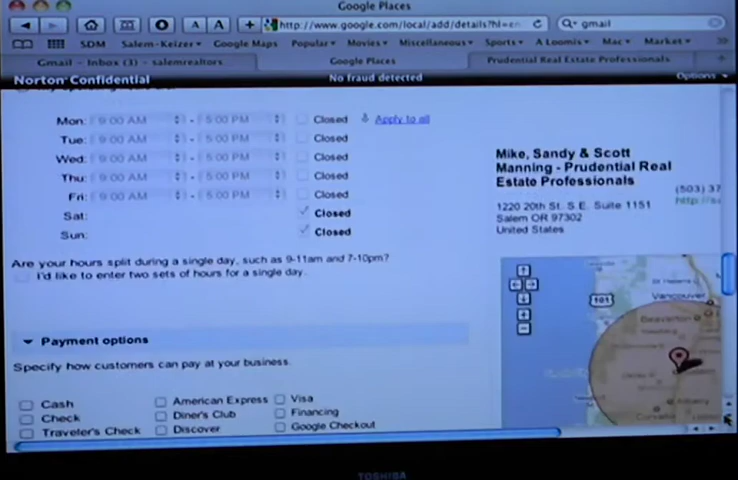 Google Places
A A + http://www.google.com/local/add/details?hl=en gmail
SDM Salem-Keizer Google Maps Popular Movies Miscellaneous Sports A Loomis Mac Market
Gmail - Inbox (3) - salemrealtors Google Places Prudential Real Estate Professionals
Norton Confidential No fraud detected Options
Mon: 9:00 AM - 5:00 PM Closed Apply to all
Tue: 9:00 AM - 5:00 PM Closed
Wed: 9:00 AM - 5:00 PM Closed
Thu: 9:00 AM - 5:00 PM Closed
Fri: 9:00 AM - 5:00 PM Closed
Sat: Closed
Sun: Closed
Are your hours split during a single day, such as 9-11am and 7-10pm?
I'd like to enter two sets of hours for a single day.
Payment options
Specify how customers can pay at your business.
Cash American Express Visa
Check Diner's Club Financing
Traveler's Check Discover Google Checkout
Mike, Sandy & Scott
Manning - Prudential Real
Estate Professionals
(503) 37
1220 20th St. S.E. Suite 1151
Salem OR 97302
United States
101
Vancouver
Beaverton
Albany
Corvallis
TOSHIBA